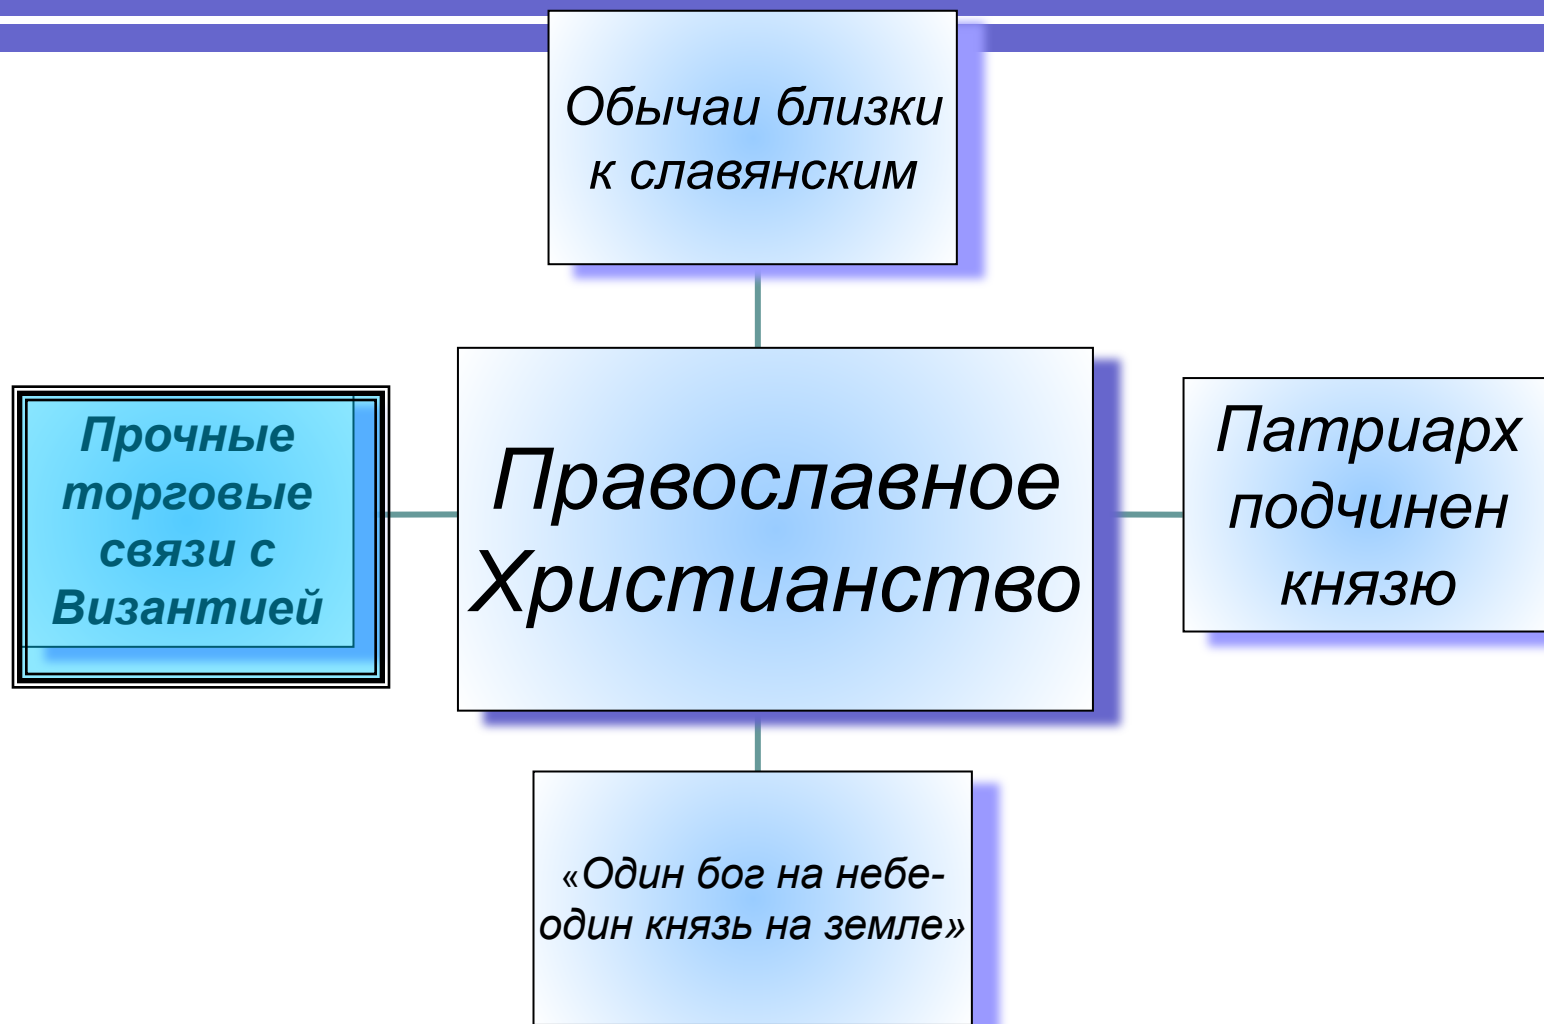 Обычаи близки
к славянским
Прочные
торговые
связи с
Византией
Православное
Христианство
Патриарх
подчинен
князю
«Один бог на небе-
один князь на земле»